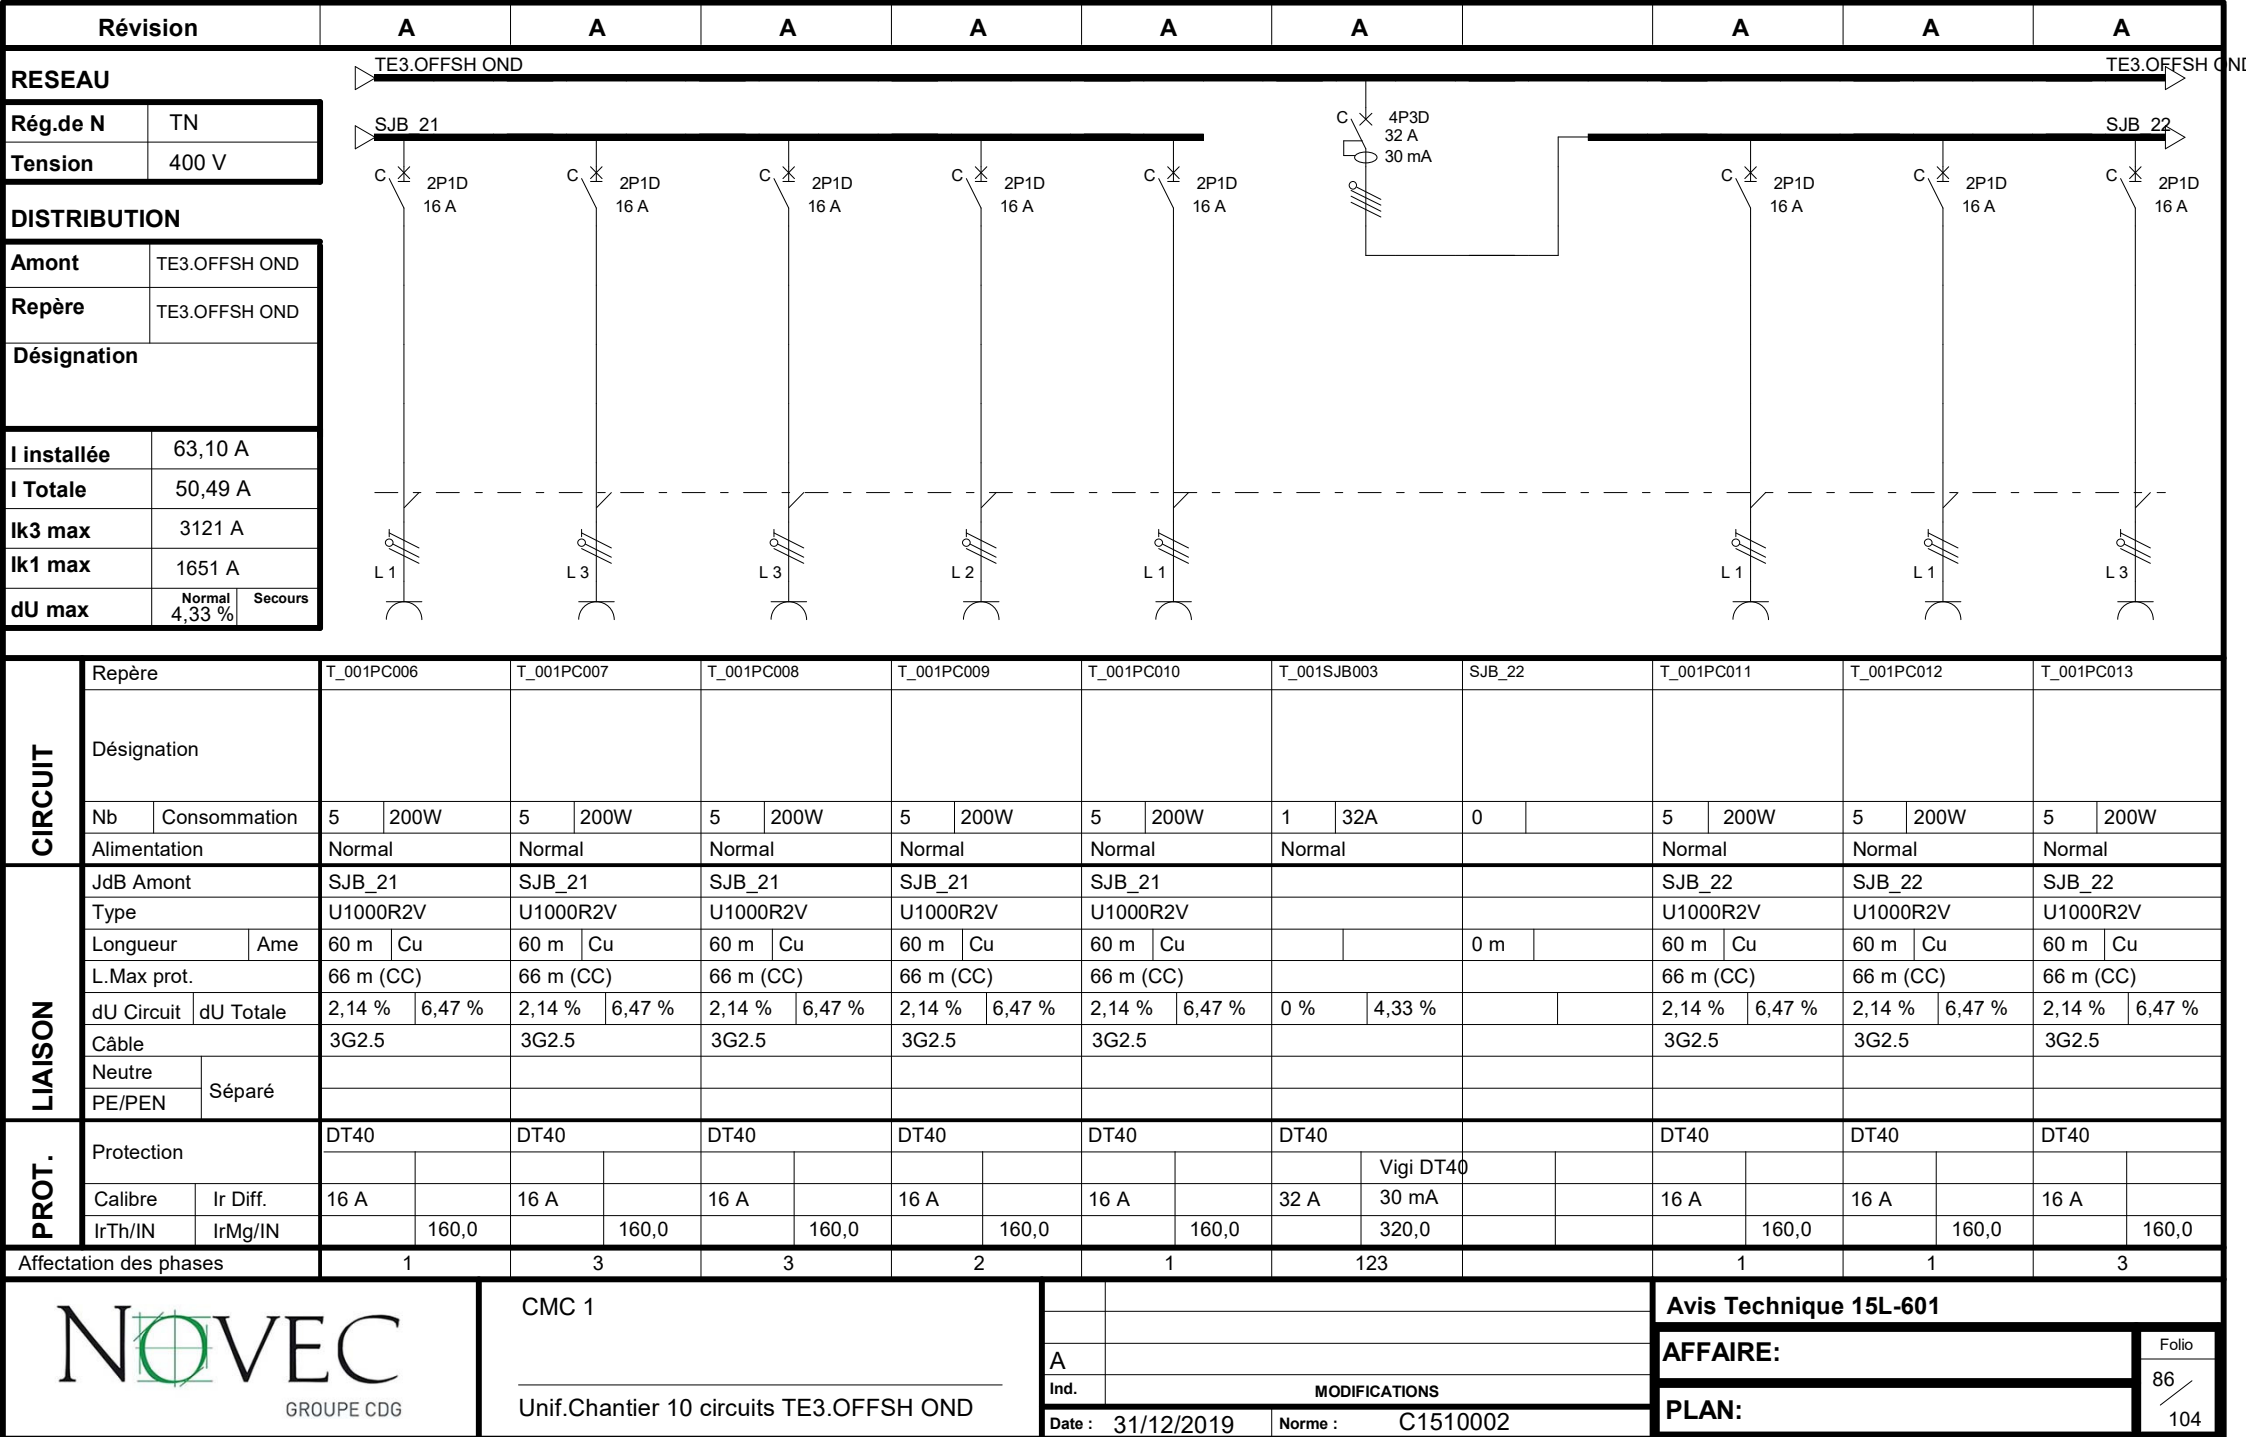 Révision A A A A A A A A A
RESEAU
Rég.de N TN
Tension 400 V
DISTRIBUTION
Amont TE3.OFFSH OND
Repère TE3.OFFSH OND
Désignation
I installée 63,10 A
I Totale 50,49 A
Ik3 max 3121 A
Ik1 max 1651 A
dU max Normal 4,33 % Secours
TE3.OFFSH OND TE3.OFFSH OND
SJB_21 SJB_22
C 4P3D
32 A
30 mA
C 2P1D C 2P1D C 2P1D C 2P1D C 2P1D C 2P1D C 2P1D C 2P1D
16 A 16 A 16 A 16 A 16 A 16 A 16 A 16 A
L 1 L 3 L 3 L 2 L 1 L 1 L 1 L 3
CIRCUIT
Repère T_001PC006 T_001PC007 T_001PC008 T_001PC009 T_001PC010 T_001SJB003 SJB_22 T_001PC011 T_001PC012 T_001PC013
Désignation
Nb Consommation 5 200W 5 200W 5 200W 5 200W 5 200W 1 32A 0 5 200W 5 200W 5 200W
Alimentation Normal Normal Normal Normal Normal Normal Normal Normal Normal
LIAISON
JdB Amont SJB_21 SJB_21 SJB_21 SJB_21 SJB_21 SJB_22 SJB_22 SJB_22
Type U1000R2V U1000R2V U1000R2V U1000R2V U1000R2V U1000R2V U1000R2V U1000R2V
Longueur Ame 60 m Cu 60 m Cu 60 m Cu 60 m Cu 60 m Cu 0 m 60 m Cu 60 m Cu 60 m Cu
L.Max prot. 66 m (CC) 66 m (CC) 66 m (CC) 66 m (CC) 66 m (CC) 66 m (CC) 66 m (CC) 66 m (CC)
dU Circuit dU Totale 2,14 % 6,47 % 2,14 % 6,47 % 2,14 % 6,47 % 2,14 % 6,47 % 2,14 % 6,47 % 0 % 4,33 % 2,14 % 6,47 % 2,14 % 6,47 % 2,14 % 6,47 %
Câble 3G2.5 3G2.5 3G2.5 3G2.5 3G2.5 3G2.5 3G2.5 3G2.5
Neutre
Séparé
PE/PEN
PROT.
Protection DT40 DT40 DT40 DT40 DT40 DT40 DT40 DT40 DT40
Vigi DT40
Calibre Ir Diff. 16 A 16 A 16 A 16 A 16 A 32 A 30 mA 16 A 16 A 16 A
IrTh/IN IrMg/IN 160,0 160,0 160,0 160,0 160,0 320,0 160,0 160,0 160,0
Affectation des phases 1 3 3 2 1 123 1 1 3
NOVEC
GROUPE CDG
CMC 1
Unif.Chantier 10 circuits TE3.OFFSH OND
A
Ind. MODIFICATIONS
Date : 31/12/2019 Norme : C1510002
Avis Technique 15L-601
AFFAIRE:
PLAN:
Folio
86
104